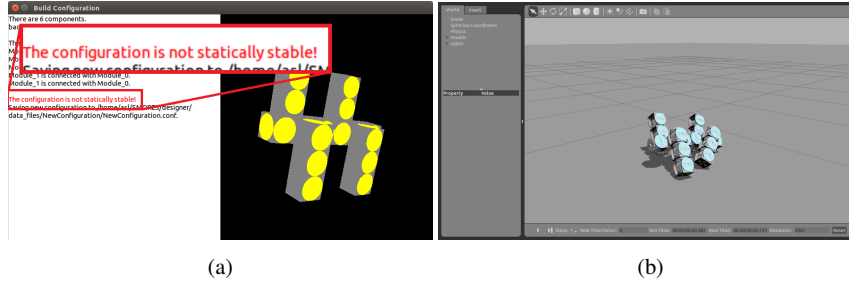 Build Configuration
There are 6 components.
The configuration is not statically stable!
Saving new configuration to /home/asl/SM
Module_1 is connected with Module_0.
Module_1 is connected with Module_0.
The configuration is not statically stable!
Saving new configuration to /home/asl/SMORES/designer/
data_files/NewConfiguration/NewConfiguration.conf.
World Insert
Scene
Spherical Coordinates
Physics
Models
Lights
Property Value
Steps: 1 Real Time Factor: Sim Time: Real Time: Iterations: Reset
(a)
(b)